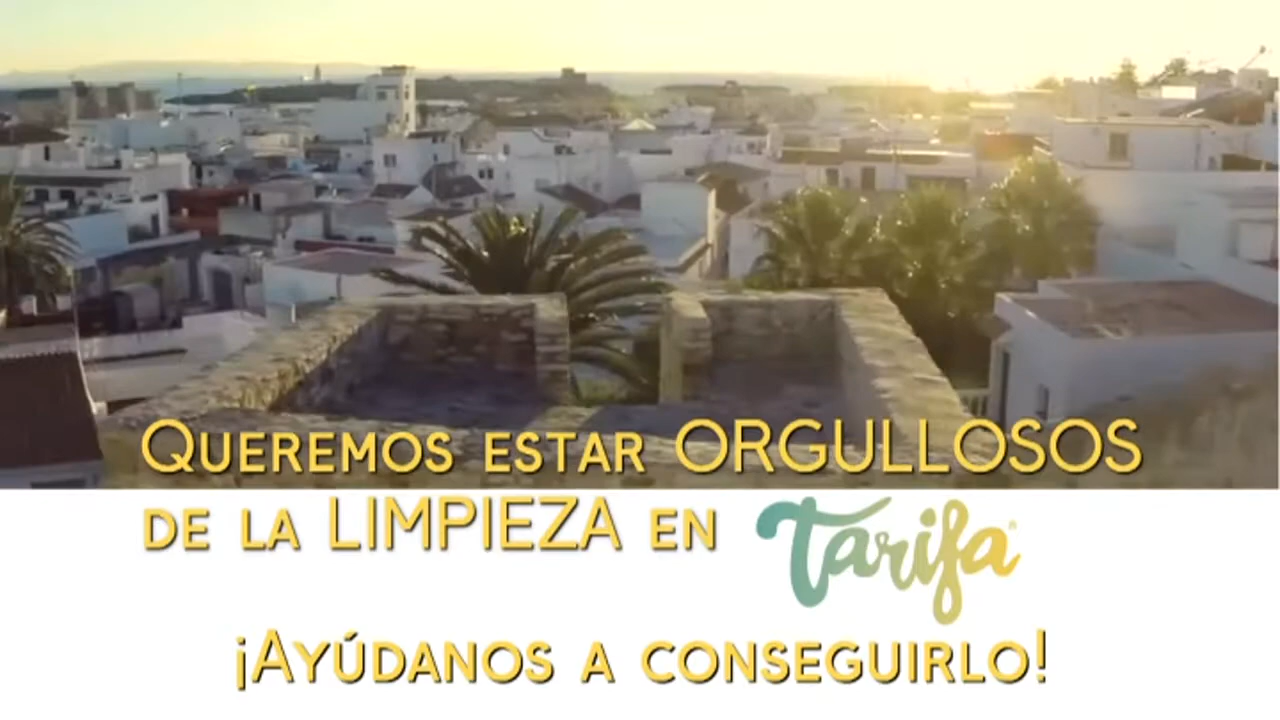 Queremos estar ORGULLOSOS
de la LIMPIEZA en Tarifa
¡Ayúdanos a conseguirlo!